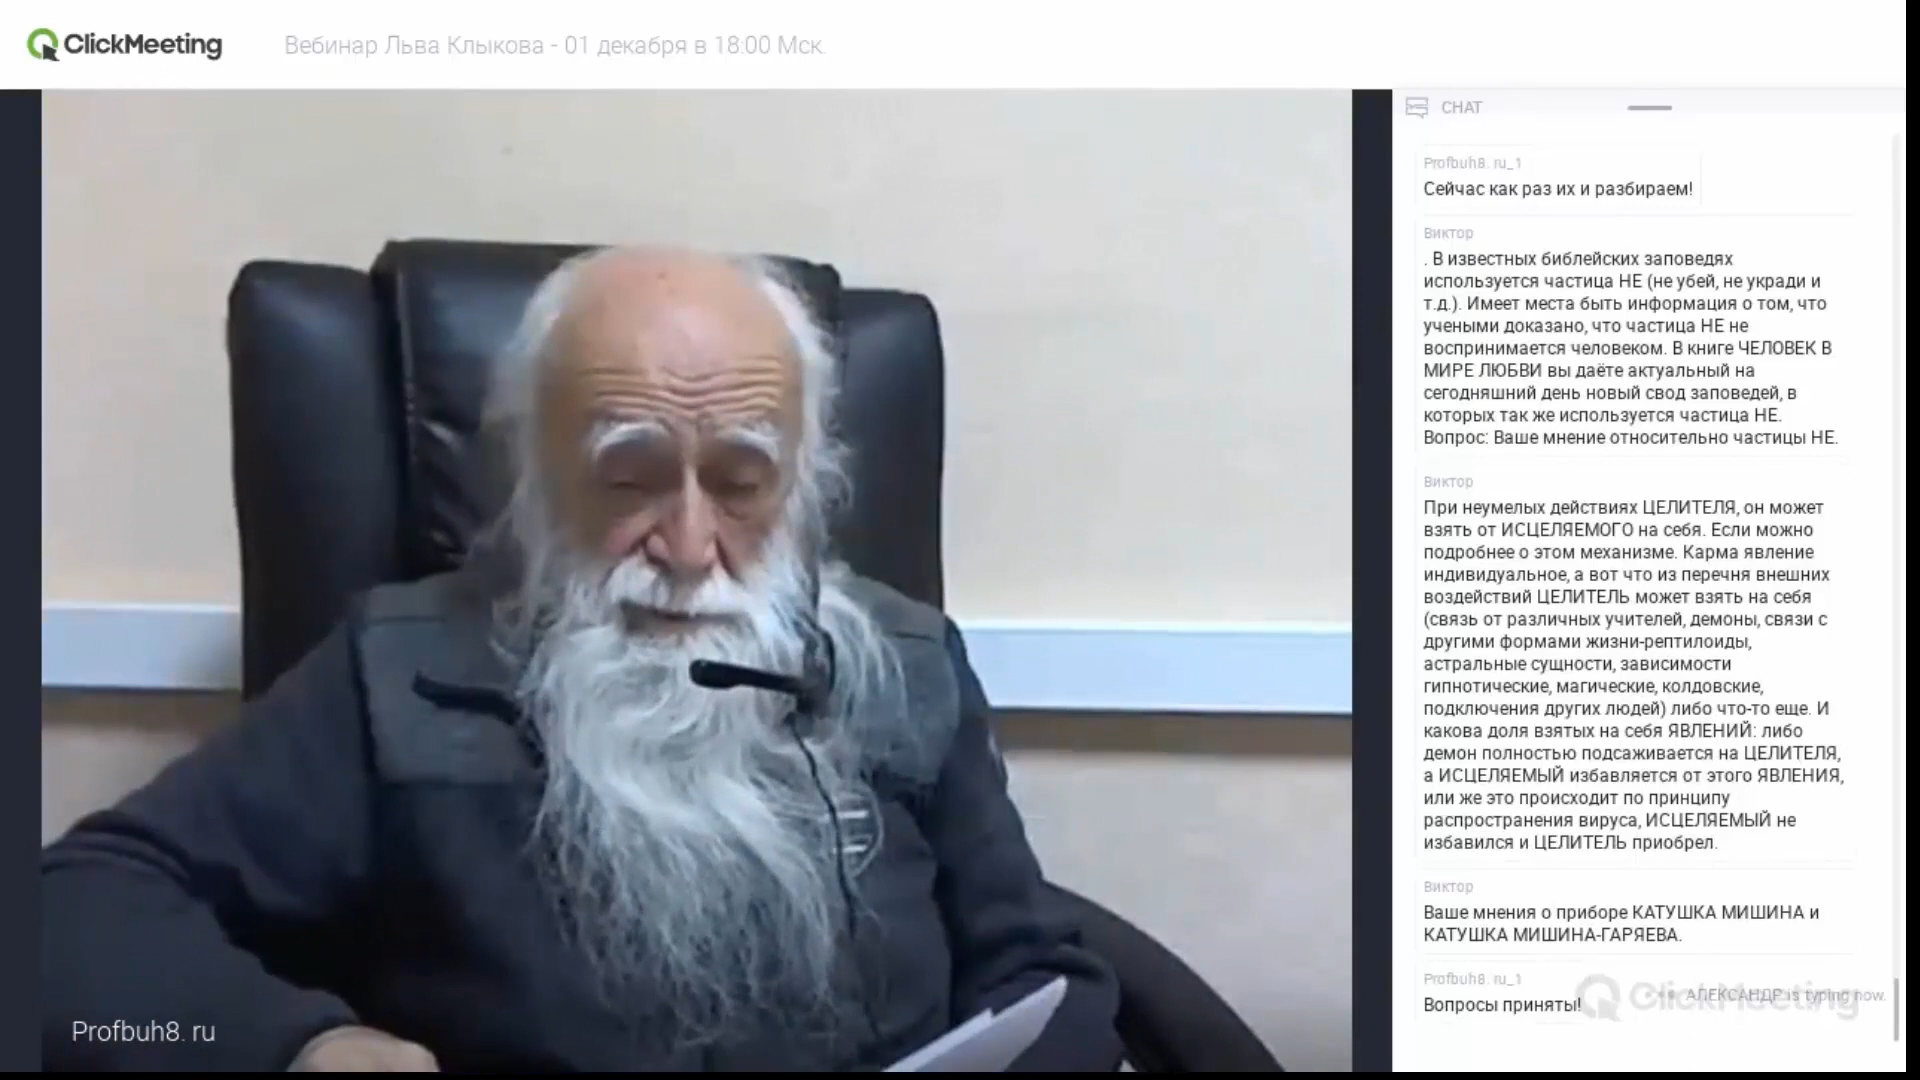 ClickMeeting
Вебинар Льва Клыкова - 01 декабря в 18:00 Мск.
Profbuh8. ru
CHAT
Profbuh8. ru_1
Сейчас как раз их и разбираем!
Виктор
. В известных библейских заповедях
используется частица НЕ (не убей, не укради и
т.д.). Имеет места быть информация о том, что
учеными доказано, что частица НЕ не
воспринимается человеком. В книге ЧЕЛОВЕК В
МИРЕ ЛЮБВИ вы даёте актуальный на
сегодняшний день новый свод заповедей, в
которых так же используется частица НЕ.
Вопрос: Ваше мнение относительно частицы НЕ.
Виктор
При неумелых действиях ЦЕЛИТЕЛЯ, он может
взять от ИСЦЕЛЯЕМОГО на себя. Если можно
подробнее о этом механизме. Карма явление
индивидуальное, а вот что из перечня внешних
воздействий ЦЕЛИТЕЛЬ может взять на себя
(связь от различных учителей, демоны, связи с
другими формами жизни-рептилоиды,
астральные сущности, зависимости
гипнотические, магические, колдовские,
подключения других людей) либо что-то еще. И
какова доля взятых на себя ЯВЛЕНИЙ: либо
демон полностью подсаживается на ЦЕЛИТЕЛЯ,
а ИСЦЕЛЯЕМЫЙ избавляется от этого ЯВЛЕНИЯ,
или же это происходит по принципу
распространения вируса, ИСЦЕЛЯЕМЫЙ не
избавился и ЦЕЛИТЕЛЬ приобрел.
Виктор
Ваше мнения о приборе КАТУШКА МИШИНА и
КАТУШКА МИШИНА-ГАРЯЕВА.
Profbuh8. ru_1
Вопросы приняты!
АЛЕКСАНДР is typing now.
ClickMeeting